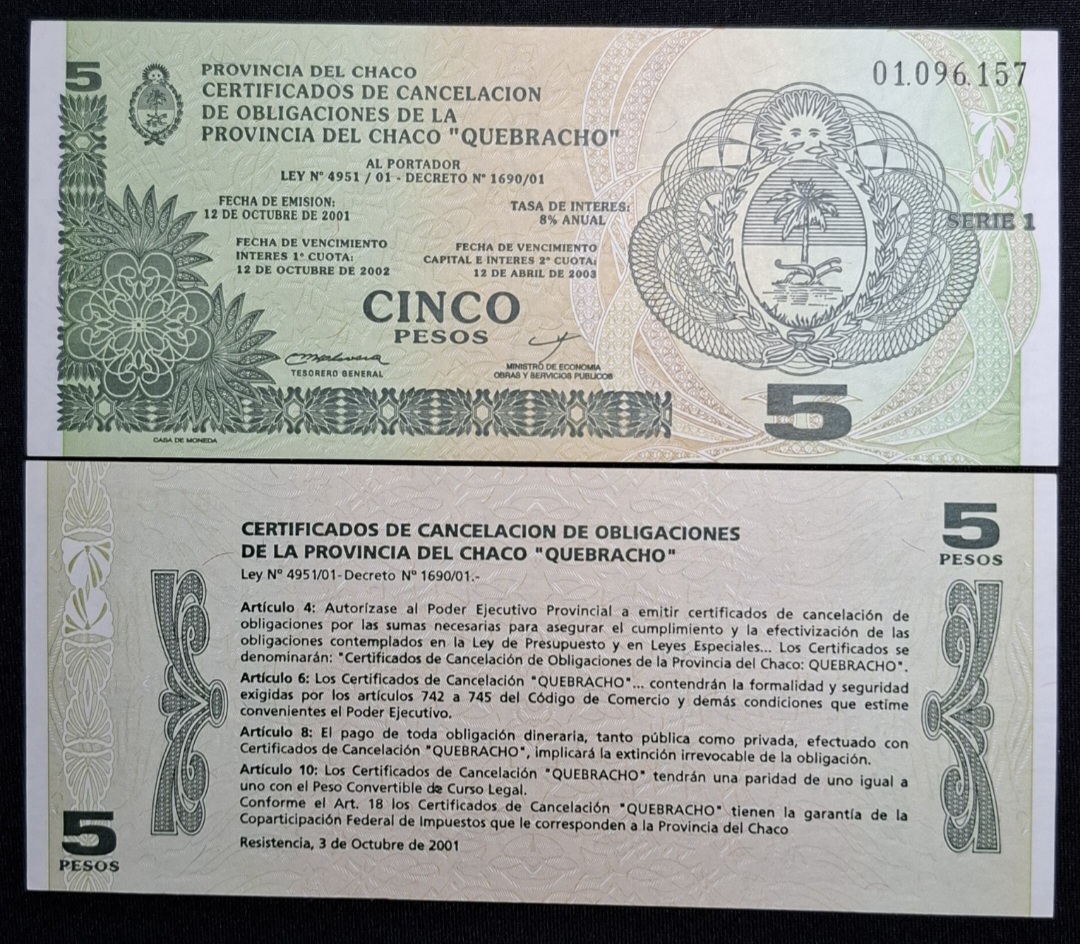 5
PROVINCIA DEL CHACO
CERTIFICADOS DE CANCELACION
DE OBLIGACIONES DE LA
PROVINCIA DEL CHACO "QUEBRACHO"
AL PORTADOR
LEY Nº 4951 / 01 - DECRETO Nº 1690/01
01.096.157
FECHA DE EMISIÓN:
12 DE OCTUBRE DE 2001
TASA DE INTERES:
8% ANUAL
SERIE 1
FECHA DE VENCIMIENTO
INTERES 1º CUOTA:
12 DE OCTUBRE DE 2002
FECHA DE VENCIMIENTO
CAPITAL E INTERES 2º CUOTA:
12 DE ABRIL DE 2003
CINCO
PESOS
TESORERO GENERAL
MINISTRO DE ECONOMIA
OBRAS Y SERVICIOS PUBLICOS
5
CASA DE MONEDA
CERTIFICADOS DE CANCELACION DE OBLIGACIONES
DE LA PROVINCIA DEL CHACO "QUEBRACHO"
Ley Nº 4951/01-Decreto Nº 1690/01.-
5
PESOS
Artículo 4: Autorízase al Poder Ejecutivo Provincial a emitir certificados de cancelación de
obligaciones por las sumas necesarias para asegurar el cumplimiento y la efectivización de las
obligaciones contemplados en la Ley de Presupuesto y en Leyes Especiales... Los Certificados se
denominarán: "Certificados de Cancelación de Obligaciones de la Provincia del Chaco: QUEBRACHO".
Artículo 6: Los Certificados de Cancelación "QUEBRACHO"... contendrán la formalidad y seguridad
exigidas por los artículos 742 a 745 del Código de Comercio y demás condiciones que estime
convenientes el Poder Ejecutivo.
Artículo 8: El pago de toda obligación dineraria, tanto pública como privada, efectuado con
Certificados de Cancelación "QUEBRACHO", implicará la extinción irrevocable de la obligación.
Artículo 10: Los Certificados de Cancelación "QUEBRACHO" tendrán una paridad de uno igual a
uno con el Peso Convertible de Curso Legal.
Conforme el Art. 18 los Certificados de Cancelación "QUEBRACHO" tienen la garantía de la
Coparticipación Federal de Impuestos que le corresponden a la Provincia del Chaco
Resistencia, 3 de Octubre de 2001
5
PESOS